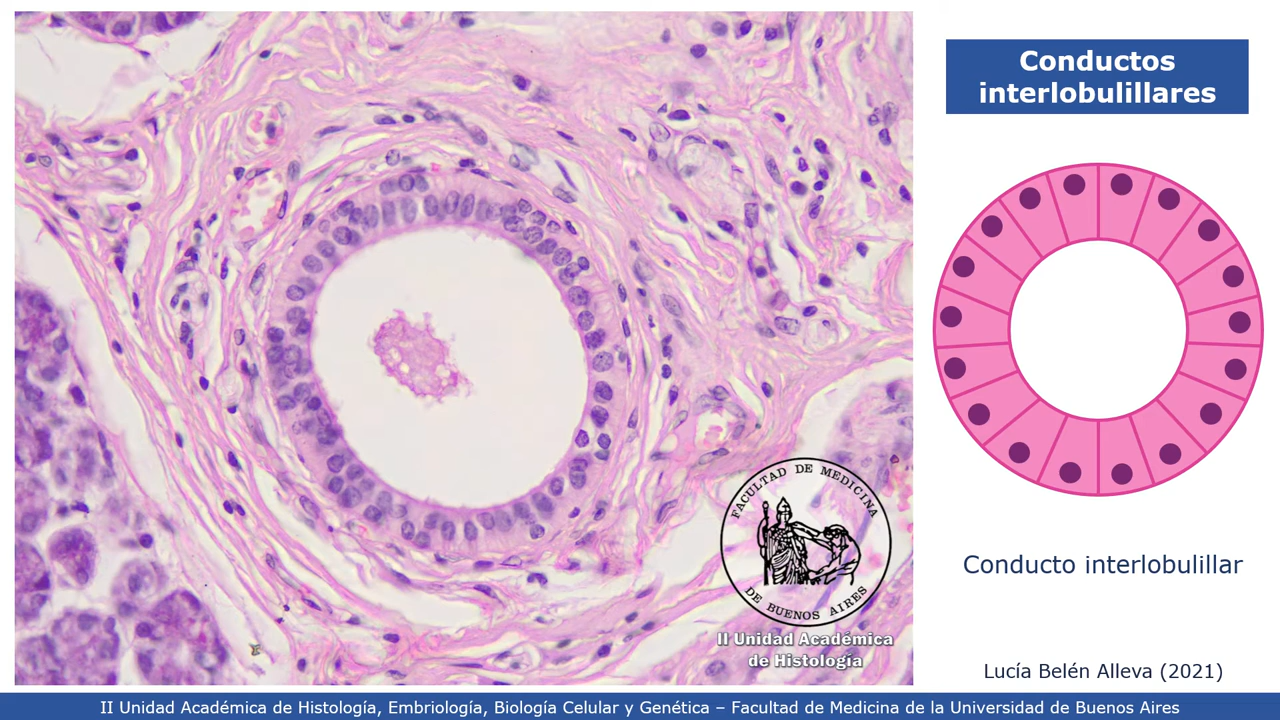 Conductos
interlobulillares
FACULTAD DE MEDICINA
DE BUENOS AIRES
II Unidad Académica
de Histología
Conducto interlobulillar
Lucía Belén Alleva (2021)
II Unidad Académica de Histología, Embriología, Biología Celular y Genética – Facultad de Medicina de la Universidad de Buenos Aires